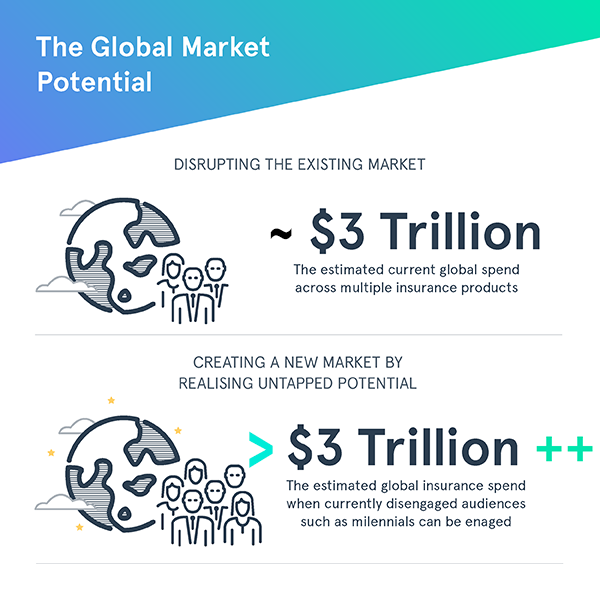 The Global Market
Potential
DISRUPTING THE EXISTING MARKET
~ $3 Trillion
The estimated current global spend
across multiple insurance products
CREATING A NEW MARKET BY
REALISING UNTAPPED POTENTIAL
> $3 Trillion ++
The estimated global insurance spend
when currently disengaged audiences
such as milennials can be enaged